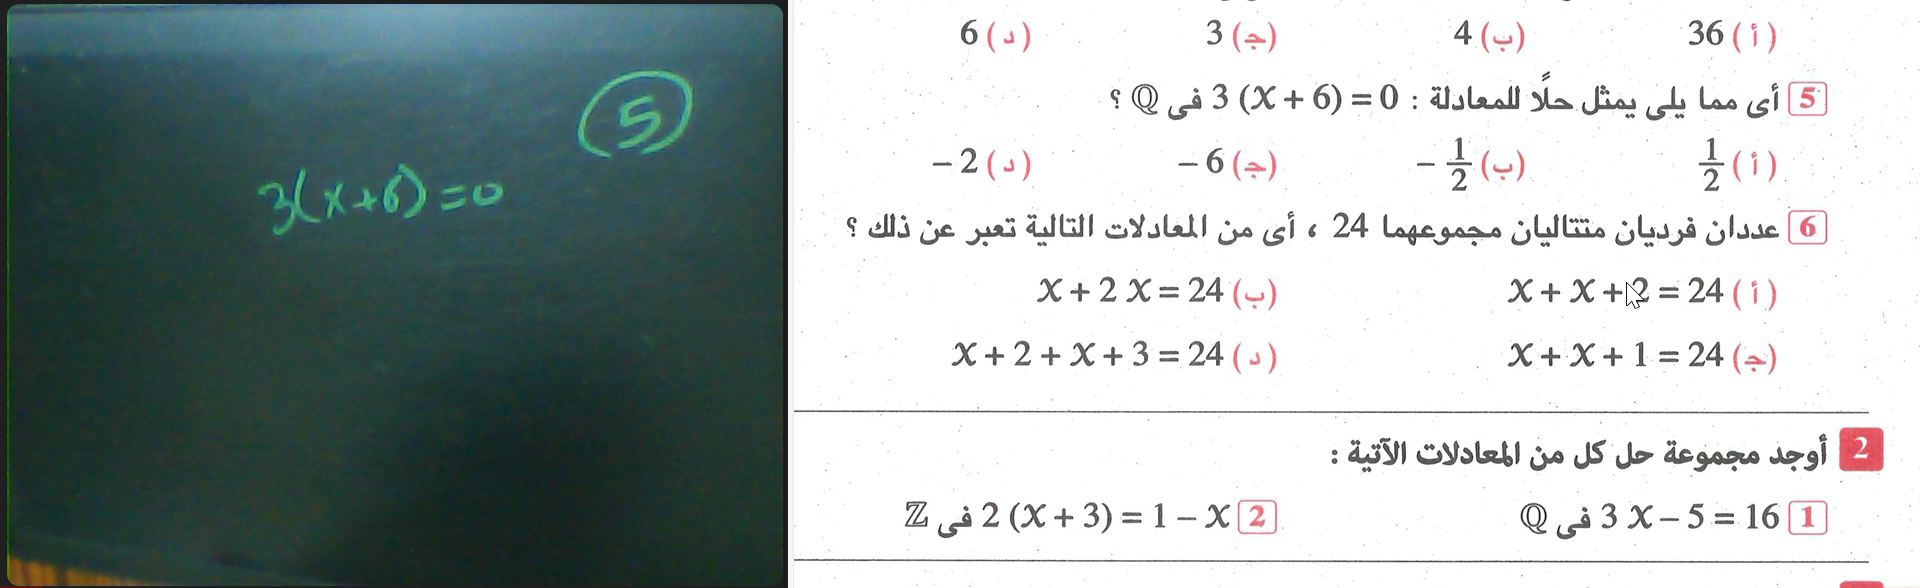 5
3(x+6)=0
(أ) 36 (ب) 4 (ج) 3 (د) 6
5 أى مما يلى يمثل حلًا للمعادلة : 3 (x + 6) = 0 فى ℚ ؟
(أ) 1/2 (ب) - 1/2 (ج) - 6 (د) - 2
6 عددان فرديان متتاليان مجموعهما 24 ، أى من المعادلات التالية تعبر عن ذلك ؟
(أ) x + x + 2 = 24 (ب) x + 2 x = 24
(ج) x + x + 1 = 24 (د) x + 2 + x + 3 = 24
2 أوجد مجموعة حل كل من المعادلات الآتية :
1 3 x - 5 = 16 فى ℚ 2 2 (x + 3) = 1 - x فى ℤ